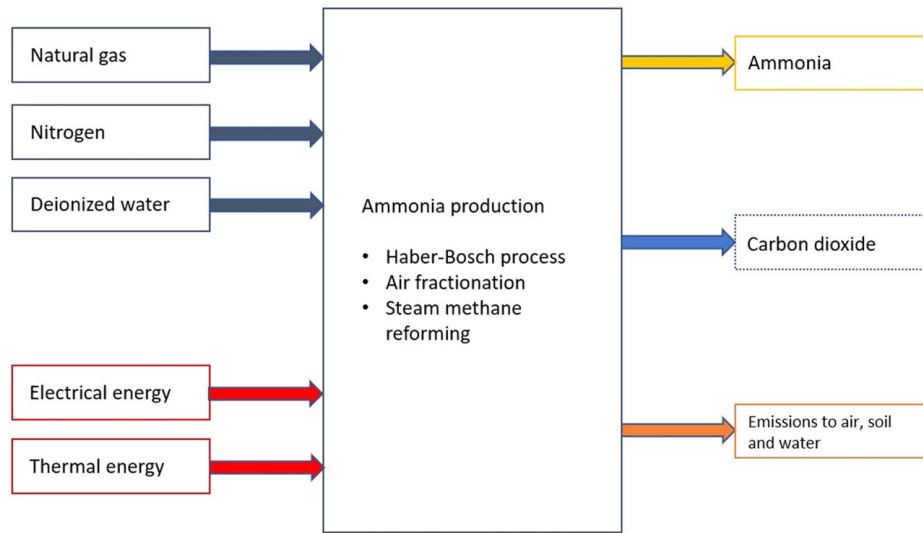 Natural gas
Nitrogen
Deionized water
Electrical energy
Thermal energy
Ammonia production
• Haber-Bosch process
• Air fractionation
• Steam methane
reforming
Ammonia
Carbon dioxide
Emissions to air, soil
and water